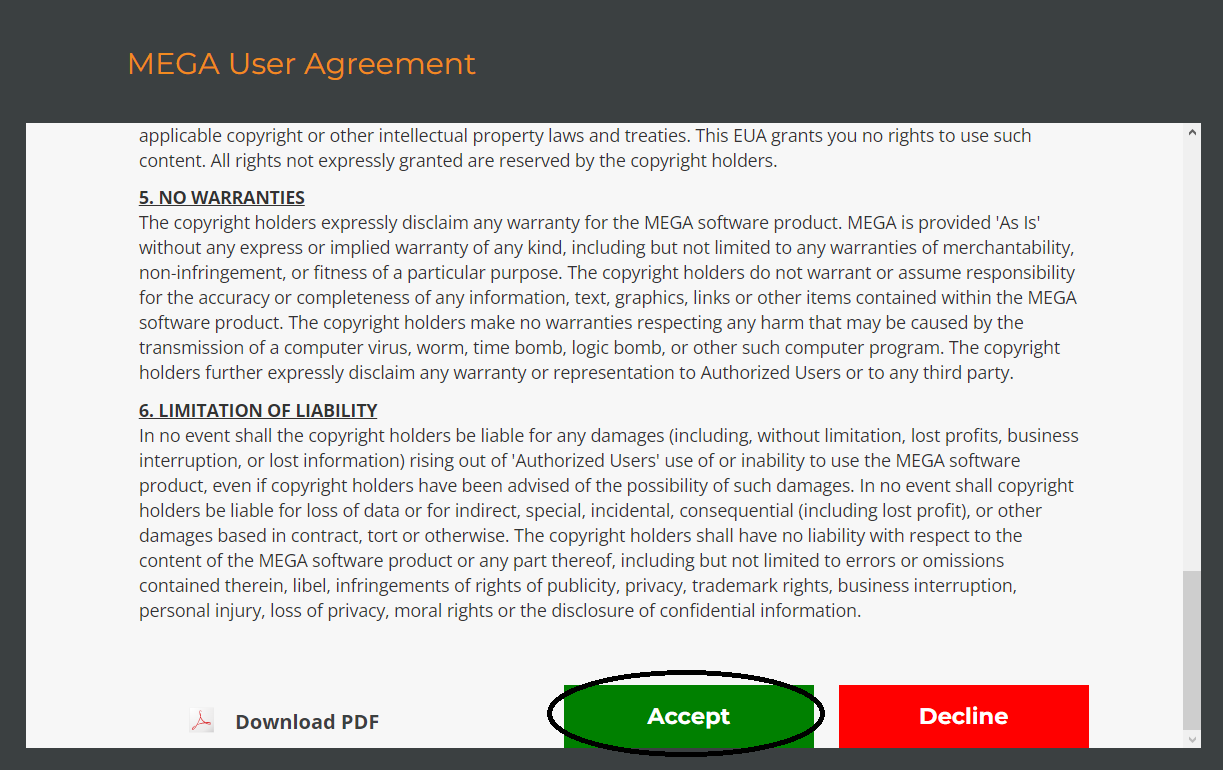 MEGA User Agreement
applicable copyright or other intellectual property laws and treaties. This EUA grants you no rights to use such
content. All rights not expressly granted are reserved by the copyright holders.
5. NO WARRANTIES
The copyright holders expressly disclaim any warranty for the MEGA software product. MEGA is provided 'As Is'
without any express or implied warranty of any kind, including but not limited to any warranties of merchantability,
non-infringement, or fitness of a particular purpose. The copyright holders do not warrant or assume responsibility
for the accuracy or completeness of any information, text, graphics, links or other items contained within the MEGA
software product. The copyright holders make no warranties respecting any harm that may be caused by the
transmission of a computer virus, worm, time bomb, logic bomb, or other such computer program. The copyright
holders further expressly disclaim any warranty or representation to Authorized Users or to any third party.
6. LIMITATION OF LIABILITY
In no event shall the copyright holders be liable for any damages (including, without limitation, lost profits, business
interruption, or lost information) rising out of 'Authorized Users' use of or inability to use the MEGA software
product, even if copyright holders have been advised of the possibility of such damages. In no event shall copyright
holders be liable for loss of data or for indirect, special, incidental, consequential (including lost profit), or other
damages based in contract, tort or otherwise. The copyright holders shall have no liability with respect to the
content of the MEGA software product or any part thereof, including but not limited to errors or omissions
contained therein, libel, infringements of rights of publicity, privacy, trademark rights, business interruption,
personal injury, loss of privacy, moral rights or the disclosure of confidential information.
Download PDF
Accept
Decline